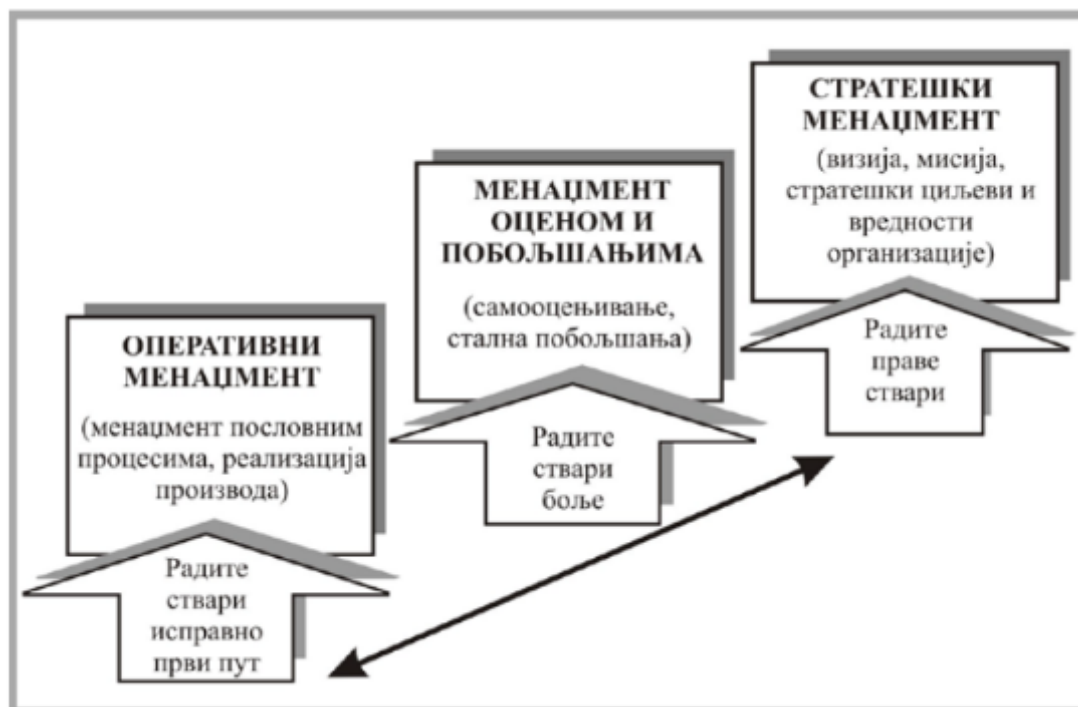 СТРАТЕШКИ
МЕНАЏМЕНТ
(визија, мисија,
стратешки циљеви и
вредности
организације)
Радите
праве
ствари
МЕНАЏМЕНТ
ОЦЕНОМ И
ПОБОЉШАЊИМА
(самооцењивање,
стална побољшања)
Радите
ствари
боље
ОПЕРАТИВНИ
МЕНАЏМЕНТ
(менаџмент пословним
процесима, реализација
производа)
Радите
ствари
исправно
први пут